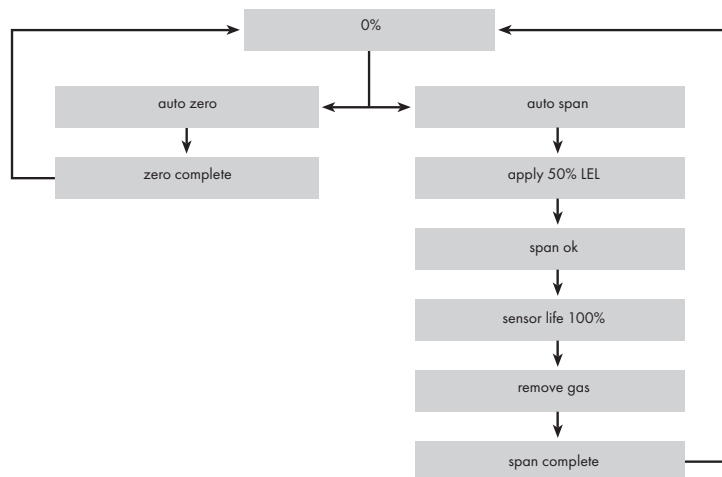 0%
auto zero
zero complete
auto span
apply 50% LEL
span ok
sensor life 100%
remove gas
span complete